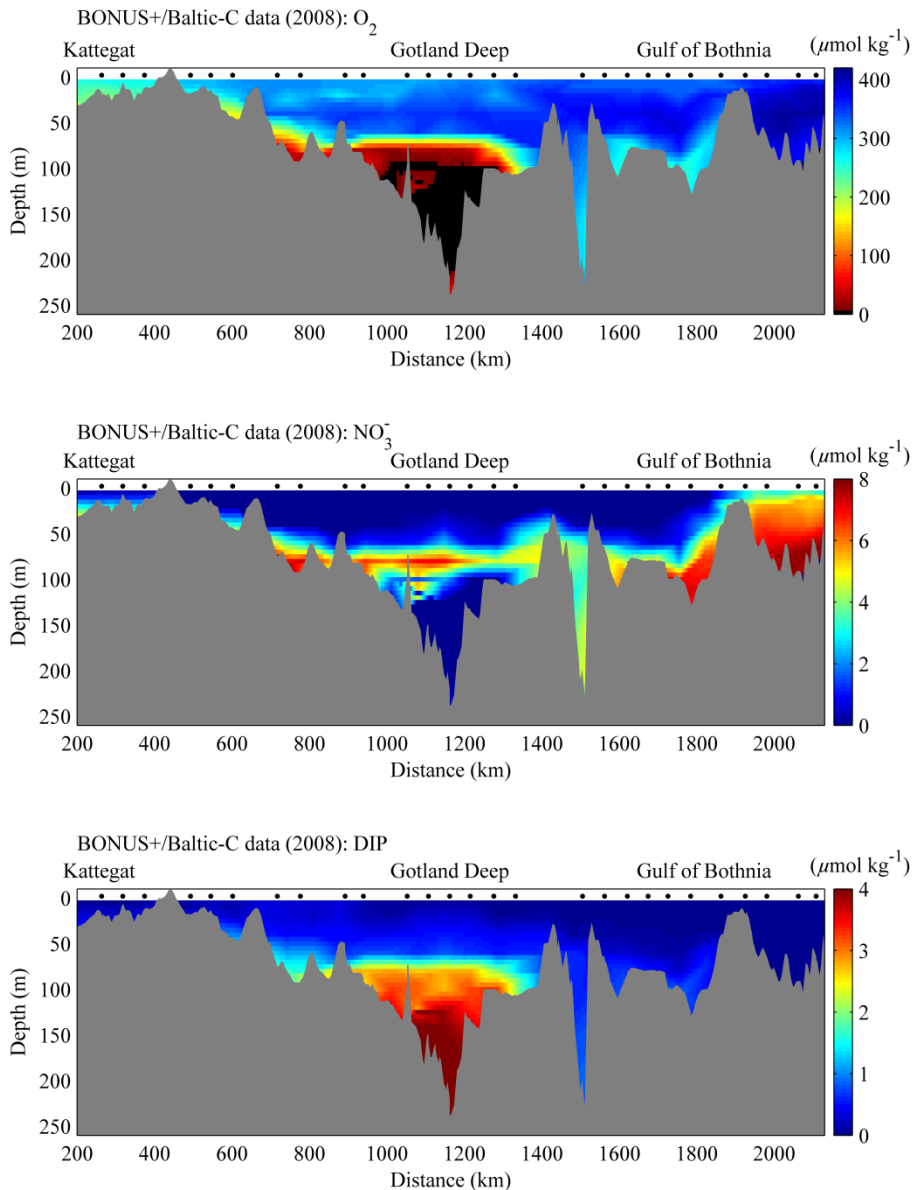 BONUS+/Baltic-C data (2008): O2
Kattegat Gotland Deep Gulf of Bothnia (μmol kg-1)
0
50
100
150
200
250
Depth (m)
400
300
200
100
0
200 400 600 800 1000 1200 1400 1600 1800 2000
Distance (km)
BONUS+/Baltic-C data (2008): NO3-
Kattegat Gotland Deep Gulf of Bothnia (μmol kg-1)
0
50
100
150
200
250
Depth (m)
8
6
4
2
0
200 400 600 800 1000 1200 1400 1600 1800 2000
Distance (km)
BONUS+/Baltic-C data (2008): DIP
Kattegat Gotland Deep Gulf of Bothnia (μmol kg-1)
0
50
100
150
200
250
Depth (m)
4
3
2
1
0
200 400 600 800 1000 1200 1400 1600 1800 2000
Distance (km)